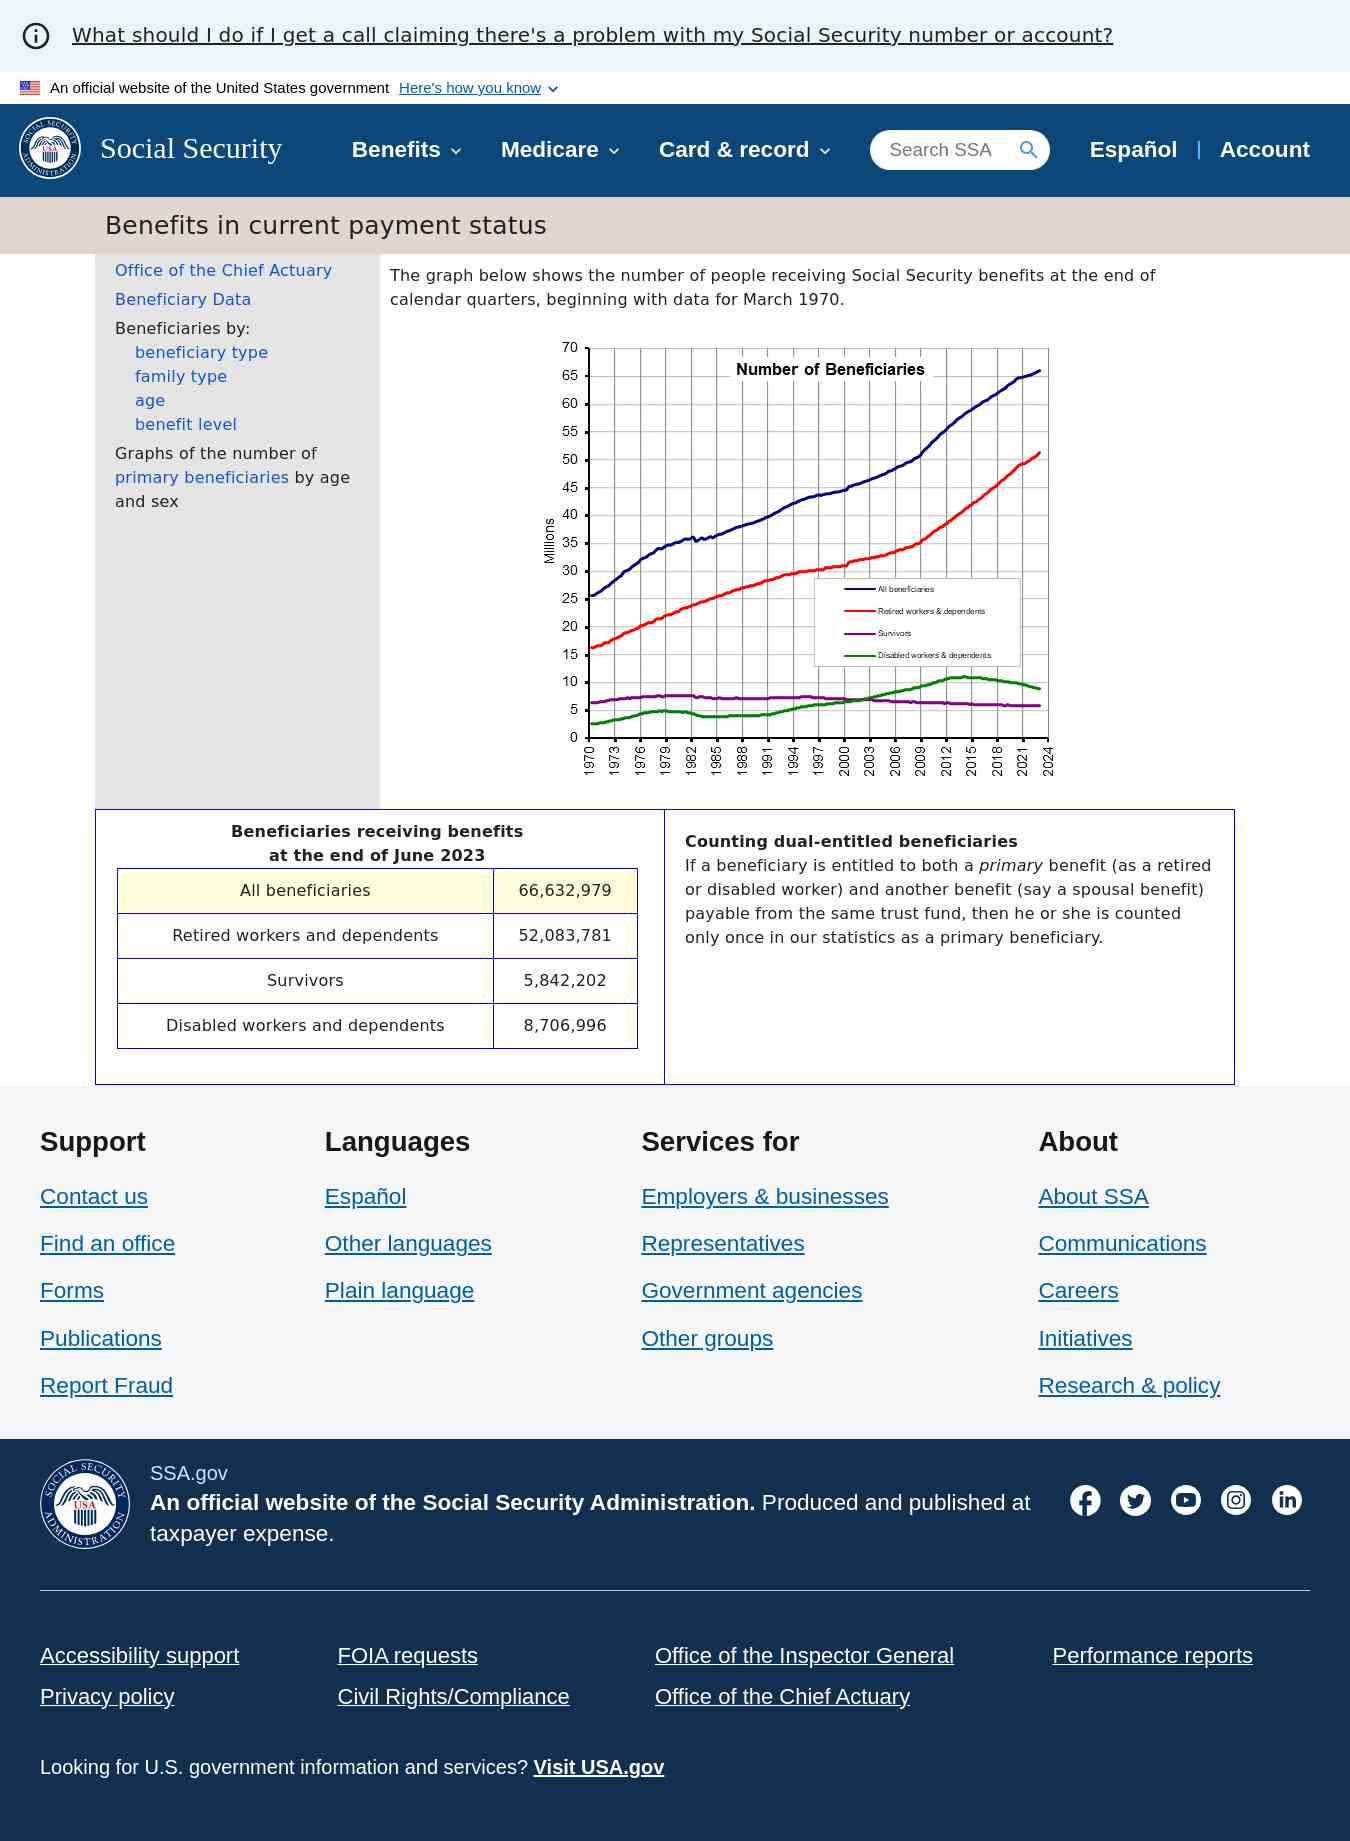 What should I do if I get a call claiming there's a problem with my Social Security number or account?
An official website of the United States government Here's how you know
SOCIAL SECURITY
USA
ADMINISTRATION
Social Security
Benefits
Medicare
Card & record
Search SSA
Español
Account
Benefits in current payment status
Office of the Chief Actuary
Beneficiary Data
Beneficiaries by:
beneficiary type
family type
age
benefit level
Graphs of the number of
primary beneficiaries by age
and sex
The graph below shows the number of people receiving Social Security benefits at the end of
calendar quarters, beginning with data for March 1970.
Number of Beneficiaries
Millions
70
65
60
55
50
45
40
35
30
25
20
15
10
5
0
All beneficiaries
Retired workers & dependents
Survivors
Disabled workers & dependents
1970 1973 1976 1979 1982 1985 1988 1991 1994 1997 2000 2003 2006 2009 2012 2015 2018 2021 2024
Beneficiaries receiving benefits
at the end of June 2023
All beneficiaries 66,632,979
Retired workers and dependents 52,083,781
Survivors 5,842,202
Disabled workers and dependents 8,706,996
Counting dual-entitled beneficiaries
If a beneficiary is entitled to both a primary benefit (as a retired
or disabled worker) and another benefit (say a spousal benefit)
payable from the same trust fund, then he or she is counted
only once in our statistics as a primary beneficiary.
Support
Contact us
Find an office
Forms
Publications
Report Fraud
Languages
Español
Other languages
Plain language
Services for
Employers & businesses
Representatives
Government agencies
Other groups
About
About SSA
Communications
Careers
Initiatives
Research & policy
SOCIAL SECURITY
USA
ADMINISTRATION
SSA.gov
An official website of the Social Security Administration. Produced and published at
taxpayer expense.
Accessibility support
FOIA requests
Office of the Inspector General
Performance reports
Privacy policy
Civil Rights/Compliance
Office of the Chief Actuary
Looking for U.S. government information and services? Visit USA.gov